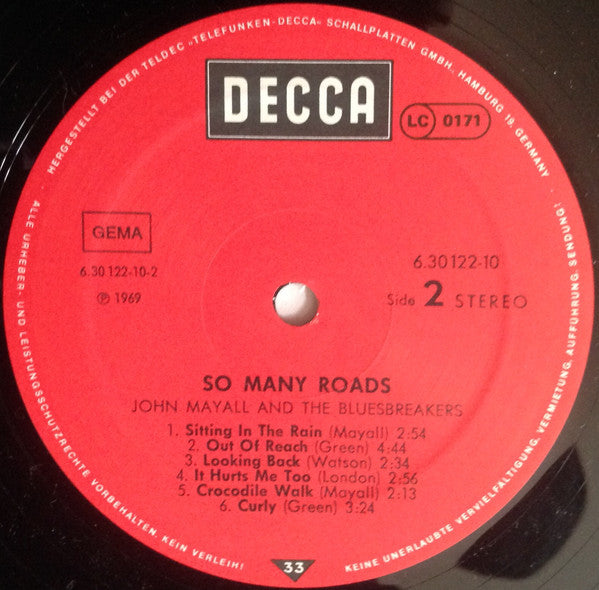 HERGESTELLT BEI DER TELDEC »TELEFUNKEN-DECCA« SCHALLPLATTEN GMBH, HAMBURG 19, GERMANY
DECCA
LC 0171
GEMA
6.30122-10-2
℗ 1969
6.30122-10
Side 2 STEREO
SO MANY ROADS
JOHN MAYALL AND THE BLUESBREAKERS
1. Sitting In The Rain (Mayall) 2:54
2. Out Of Reach (Green) 4:44
3. Looking Back (Watson) 2:34
4. It Hurts Me Too (London) 2:56
5. Crocodile Walk (Mayall) 2:13
6. Curly (Green) 3:24
33
ALLE URHEBER- UND LEISTUNGSSCHUTZRECHTE VORBEHALTEN. KEIN VERLEIH!
KEINE UNERLAUBTE VERVIELFÄLTIGUNG, VERMIETUNG, AUFFÜHRUNG, SENDUNG!